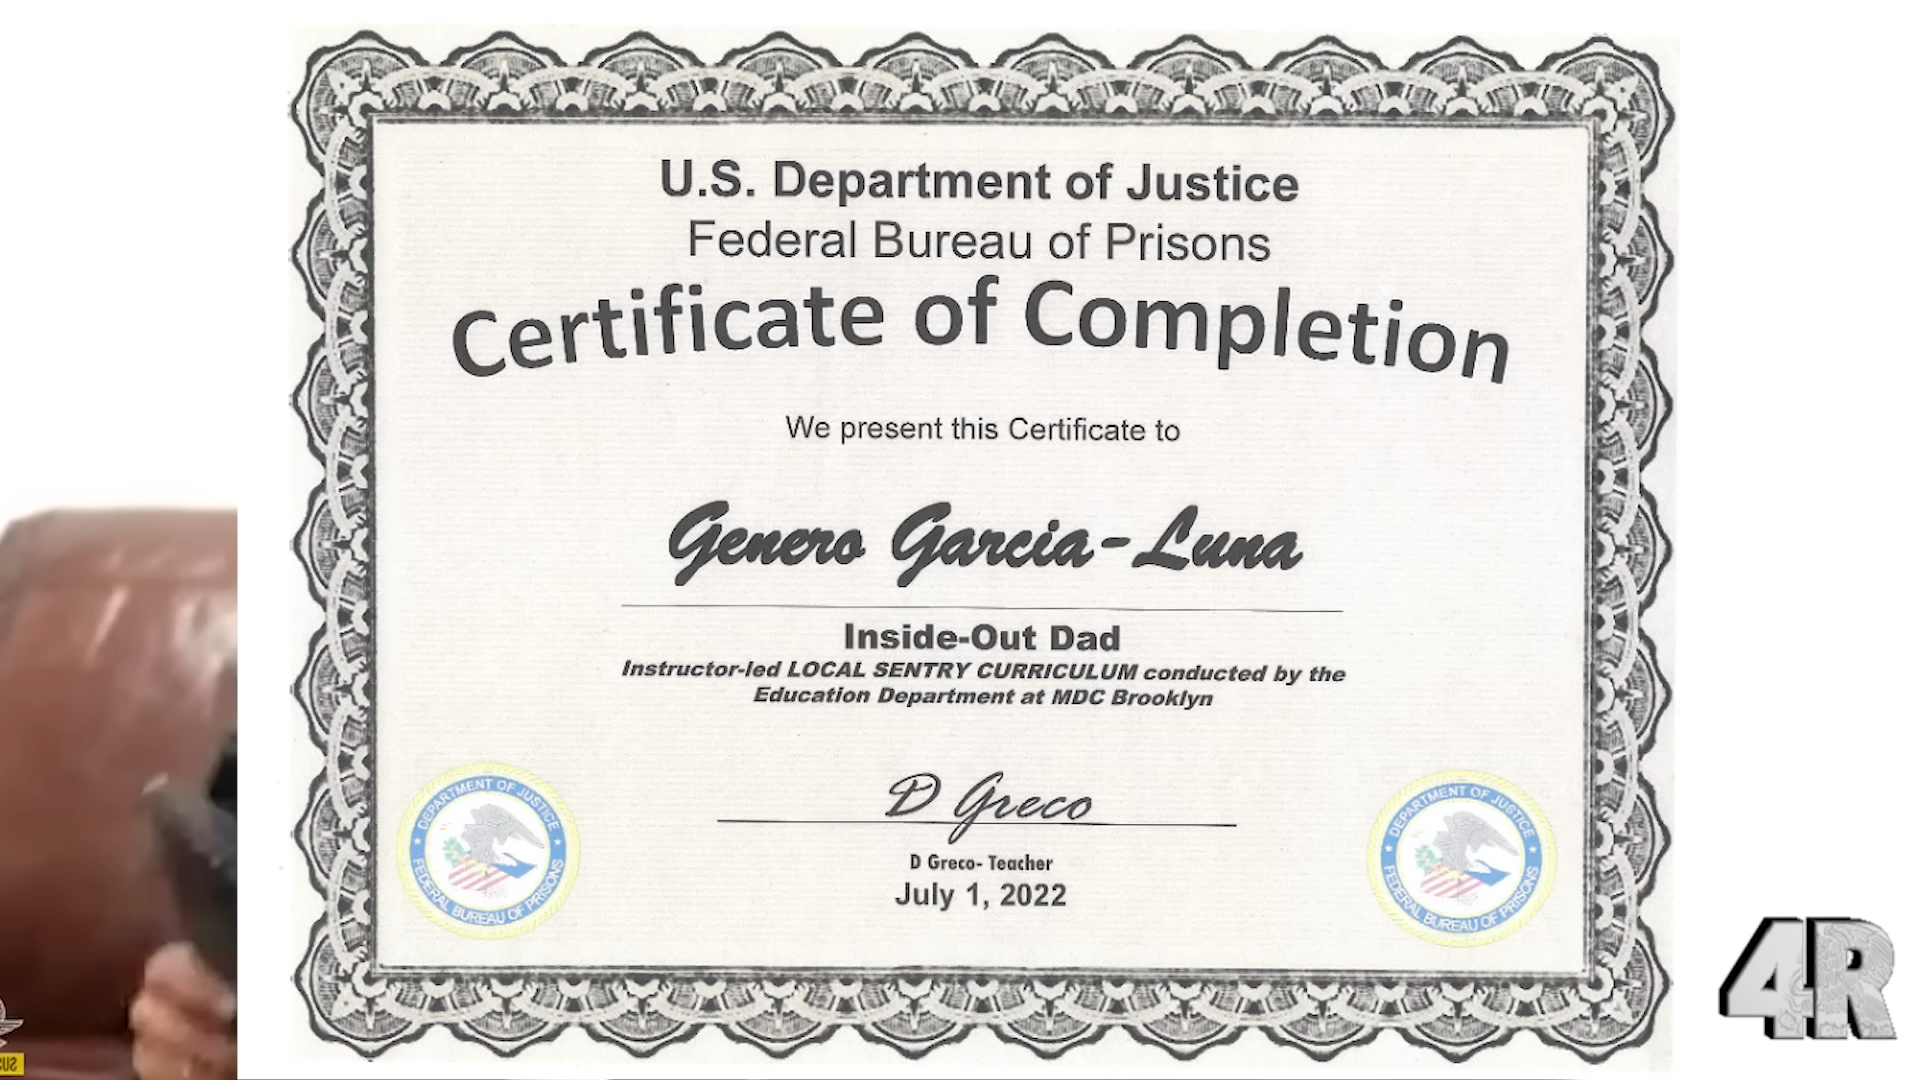 U.S. Department of Justice
Federal Bureau of Prisons
Certificate of Completion
We present this Certificate to
Genero Garcia-Luna
Inside-Out Dad
Instructor-led LOCAL SENTRY CURRICULUM conducted by the
Education Department at MDC Brooklyn
D Greco
D Greco- Teacher
July 1, 2022
DEPARTMENT OF JUSTICE
FEDERAL BUREAU OF PRISONS
DEPARTMENT OF JUSTICE
FEDERAL BUREAU OF PRISONS
4R